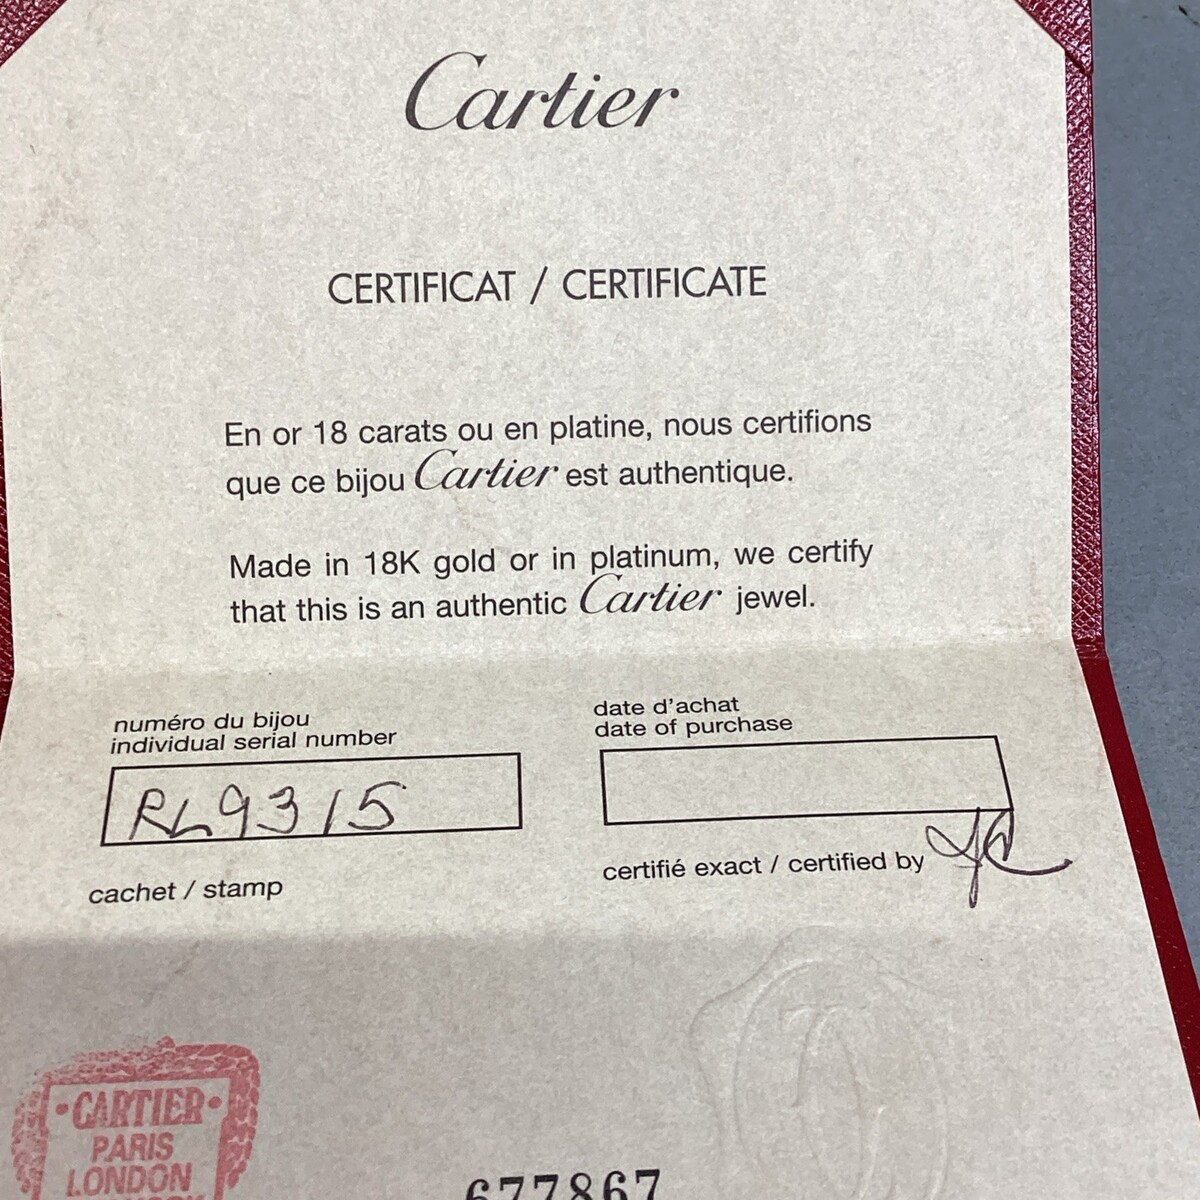 Cartier
CERTIFICAT / CERTIFICATE
En or 18 carats ou en platine, nous certifions
que ce bijou Cartier est authentique.
Made in 18K gold or in platinum, we certify
that this is an authentic Cartier jewel.
numéro du bijou
individual serial number
RL9315
date d'achat
date of purchase
cachet / stamp
certifié exact / certified by
·CARTIER·
PARIS
LONDON
677867